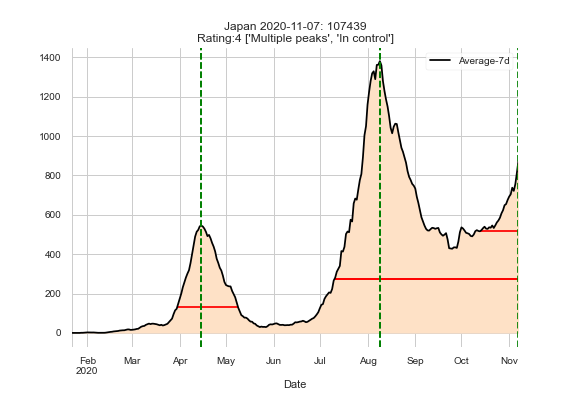 Japan 2020-11-07: 107439
Rating:4 ['Multiple peaks', 'In control']
Average-7d
1400
1200
1000
800
600
400
200
0
Feb Mar Apr May Jun Jul Aug Sep Oct Nov
2020
Date